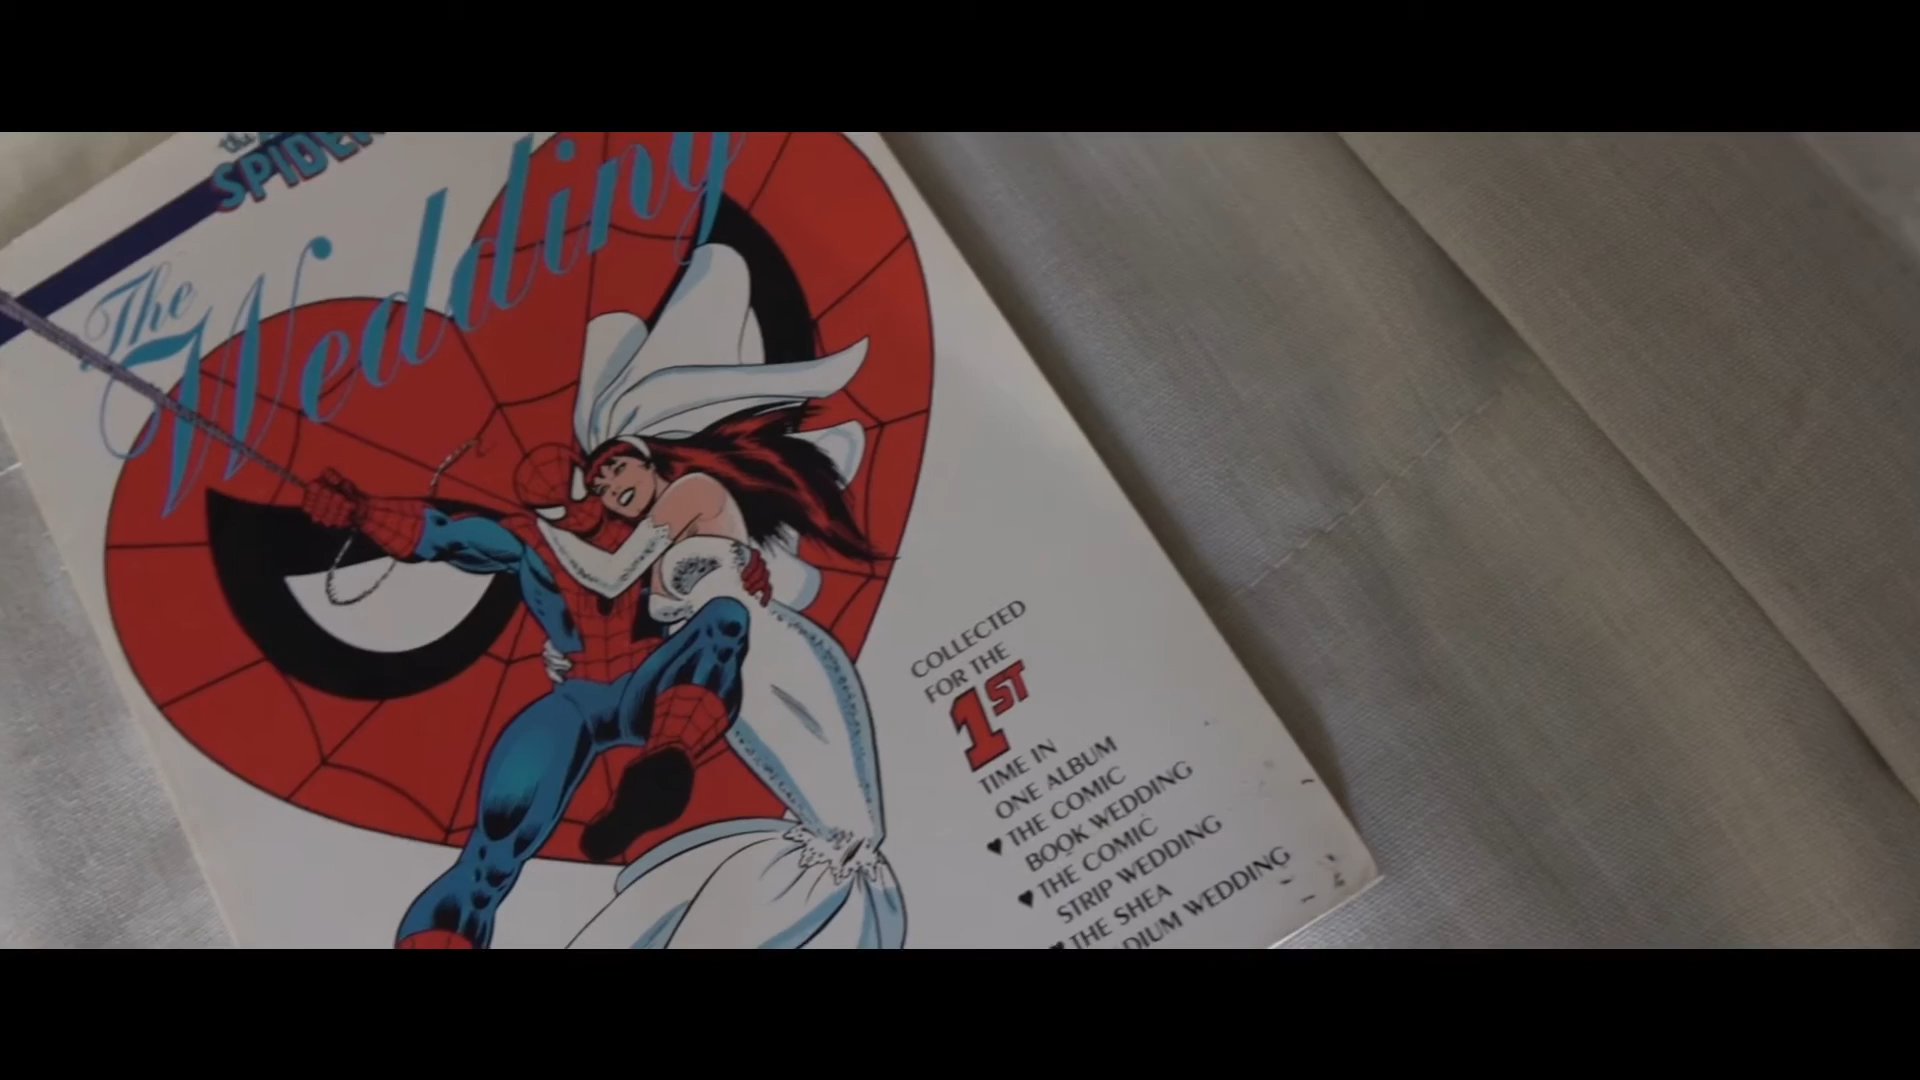 the
SPIDER
The
Wedding
COLLECTED
FOR THE
1ST
TIME IN
ONE ALBUM
♥ THE COMIC
BOOK WEDDING
♥ THE COMIC
STRIP WEDDING
♥ THE SHEA
DIUM WEDDING